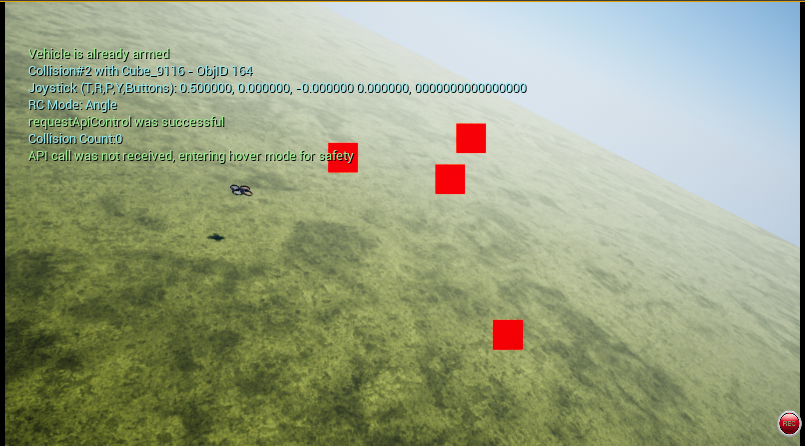 Vehicle is already armed
Collision#2 with Cube_9116 - ObjID 164
Joystick (T,R,P,Y,Buttons): 0.500000, 0.000000, -0.000000 0.000000, 0000000000000000
RC Mode: Angle
requestApiControl was successful
Collision Count:0
API call was not received, entering hover mode for safety
REC